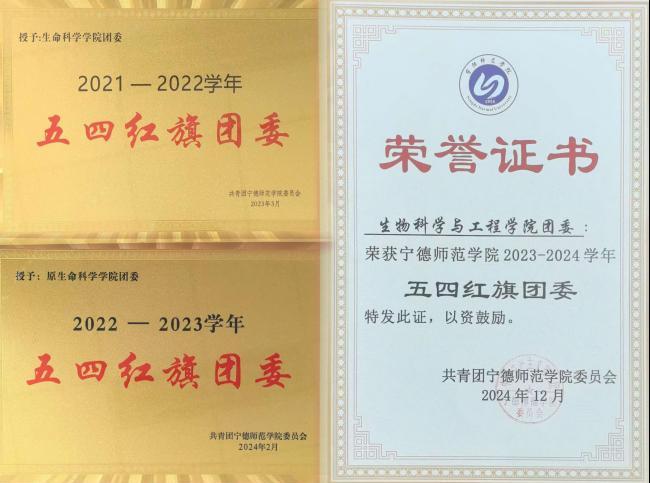 授予:生命科学学院团委
2021 — 2022学年
五四红旗团委
共青团宁德师范学院委员会
2023年3月
授予：原生命科学学院团委
2022 — 2023学年
五四红旗团委
共青团宁德师范学院委员会
2024年2月
宁德师范学院
荣誉证书
生物科学与工程学院团委：
荣获宁德师范学院 2023-2024 学年
五四红旗团委
特发此证，以资鼓励。
共青团宁德师范学院委员会
2024 年 12 月